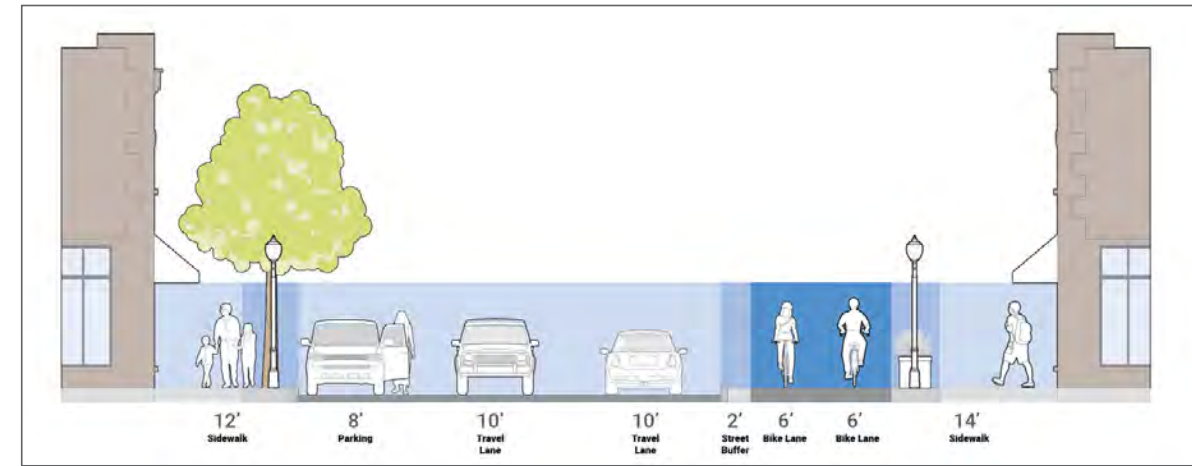 12’ 8’ 10’ 10’ 2’ 6’ 6’ 14’
Sidewalk Parking Travel Travel Street Bike Lane Bike Lane Sidewalk
Lane Lane Buffer